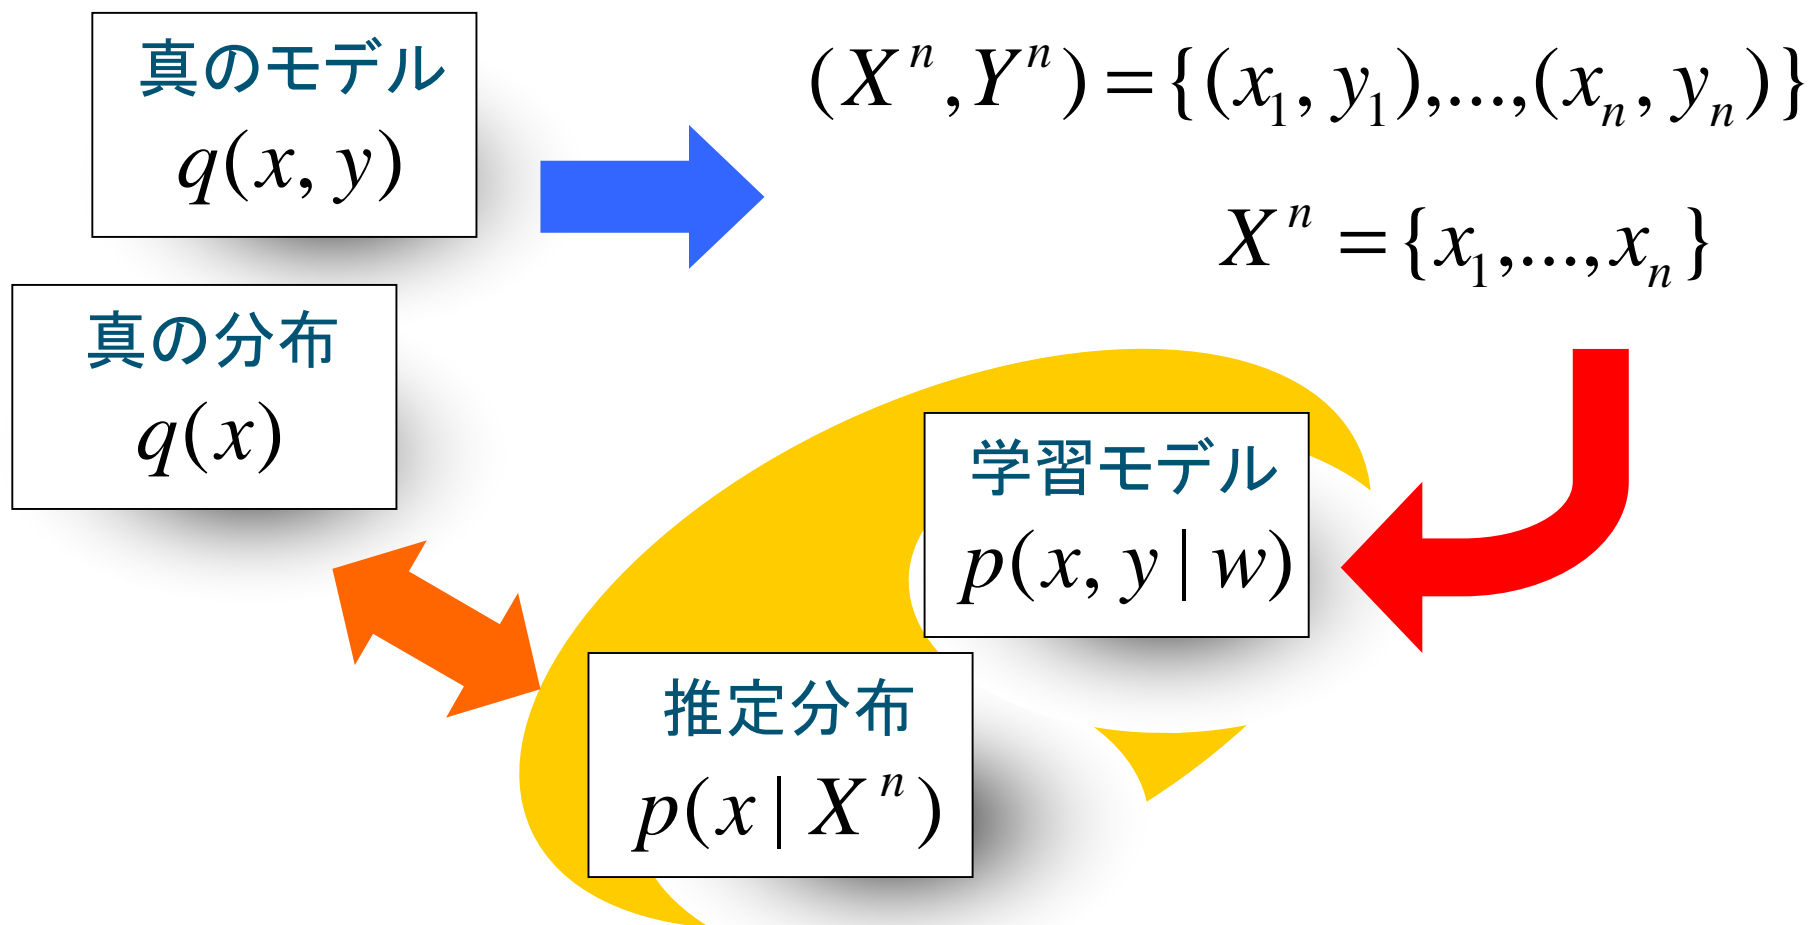 真のモデル
q(x, y)
(X^n, Y^n) = {(x_1, y_1),...,(x_n, y_n)}
X^n = {x_1,...,x_n}
真の分布
q(x)
学習モデル
p(x, y | w)
推定分布
p(x | X^n)